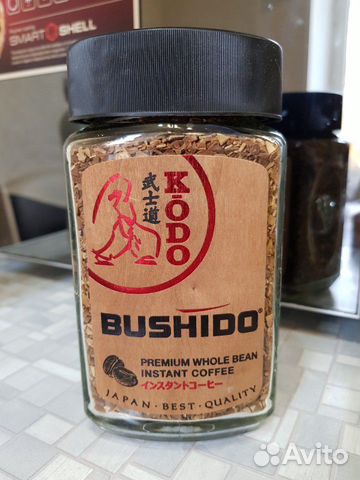 SMART SHELL
武士道
KŌDO
BUSHIDO®
PREMIUM WHOLE BEAN
INSTANT COFFEE
インスタントコーヒー
JAPAN · BEST · QUALITY
Avito